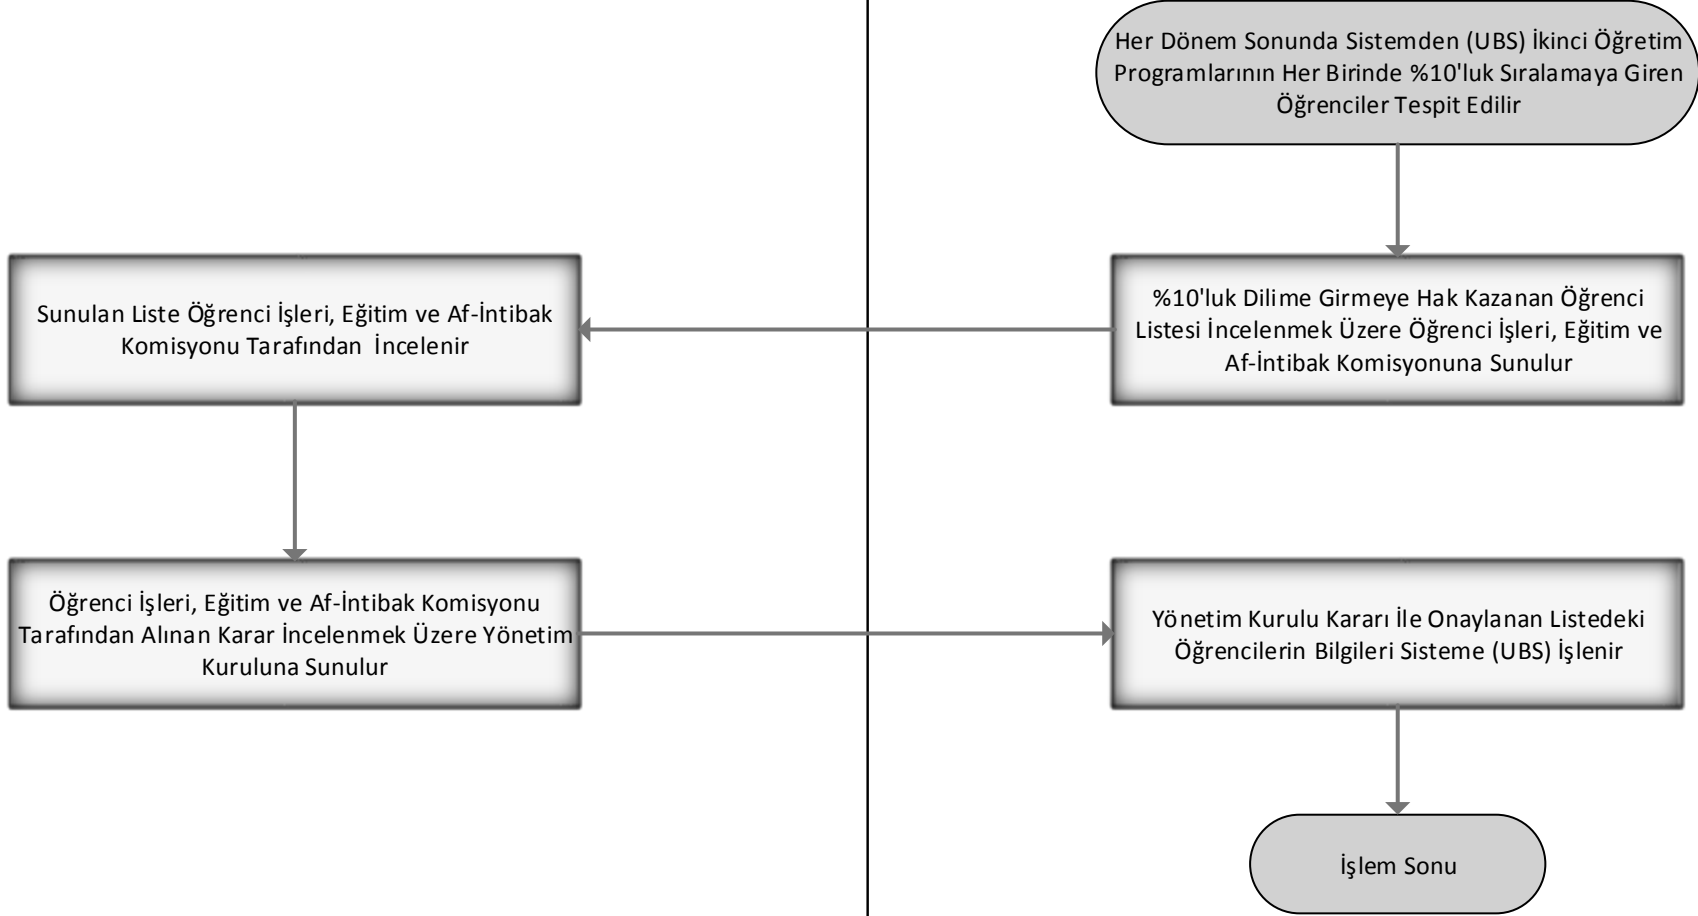 Her Dönem Sonunda Sistemden (UBS) İkinci Öğretim
Programlarının Her Birinde %10'luk Sıralamaya Giren
Öğrenciler Tespit Edilir
%10'luk Dilime Girmeye Hak Kazanan Öğrenci
Listesi İncelenmek Üzere Öğrenci İşleri, Eğitim ve
Af-İntibak Komisyonuna Sunulur
Sunulan Liste Öğrenci İşleri, Eğitim ve Af-İntibak
Komisyonu Tarafından İncelenir
Öğrenci İşleri, Eğitim ve Af-İntibak Komisyonu
Tarafından Alınan Karar İncelenmek Üzere Yönetim
Kuruluna Sunulur
Yönetim Kurulu Kararı İle Onaylanan Listedeki
Öğrencilerin Bilgileri Sisteme (UBS) İşlenir
İşlem Sonu